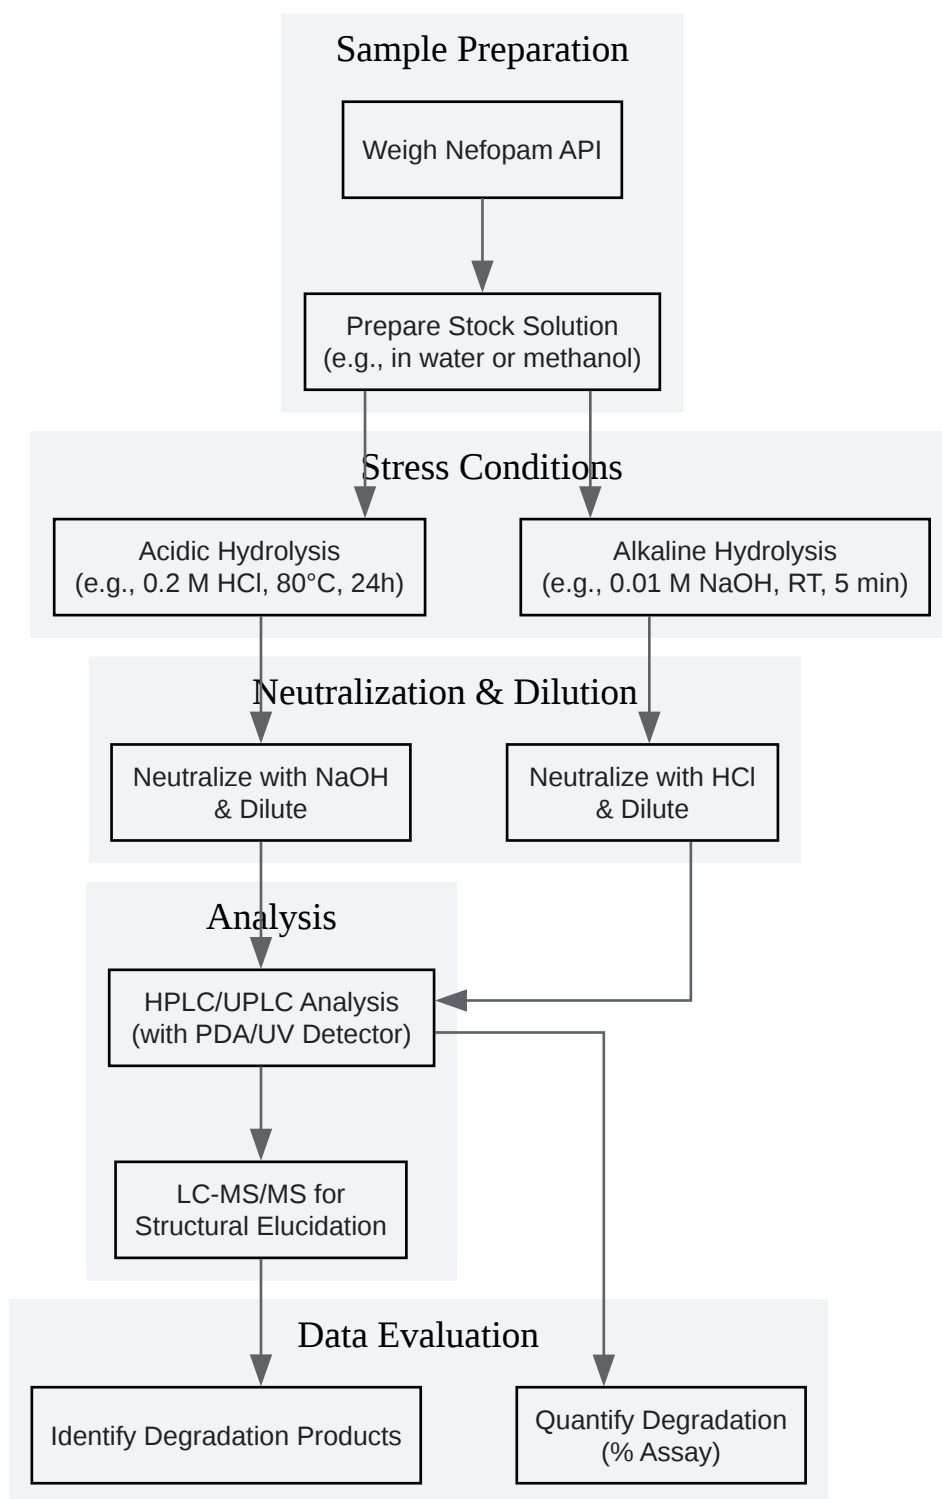 Sample Preparation
Weigh Nefopam API
Prepare Stock Solution
(e.g., in water or methanol)
Stress Conditions
Acidic Hydrolysis
(e.g., 0.2 M HCl, 80°C, 24h)
Alkaline Hydrolysis
(e.g., 0.01 M NaOH, RT, 5 min)
Neutralization & Dilution
Neutralize with NaOH
& Dilute
Neutralize with HCl
& Dilute
Analysis
HPLC/UPLC Analysis
(with PDA/UV Detector)
LC-MS/MS for
Structural Elucidation
Data Evaluation
Identify Degradation Products
Quantify Degradation
(% Assay)